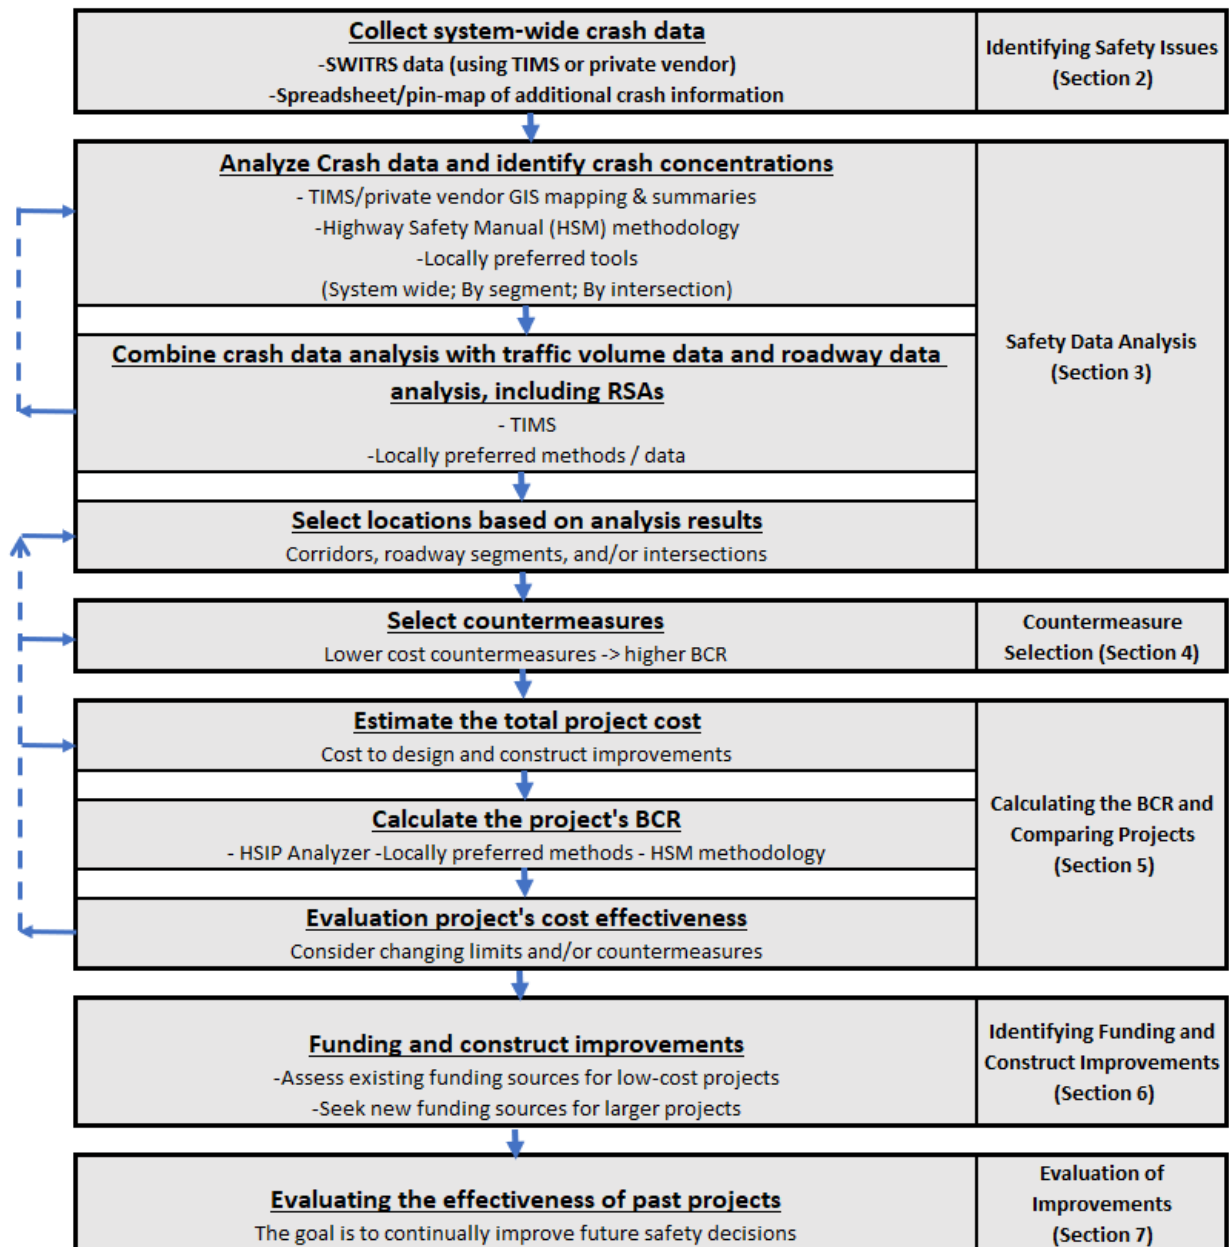 Collect system-wide crash data
-SWITRS data (using TIMS or private vendor)
-Spreadsheet/pin-map of additional crash information
Identifying Safety Issues
(Section 2)
Analyze Crash data and identify crash concentrations
- TIMS/private vendor GIS mapping & summaries
-Highway Safety Manual (HSM) methodology
-Locally preferred tools
(System wide; By segment; By intersection)
Combine crash data analysis with traffic volume data and roadway data
analysis, including RSAs
- TIMS
-Locally preferred methods / data
Select locations based on analysis results
Corridors, roadway segments, and/or intersections
Safety Data Analysis
(Section 3)
Select countermeasures
Lower cost countermeasures -> higher BCR
Countermeasure
Selection (Section 4)
Estimate the total project cost
Cost to design and construct improvements
Calculate the project's BCR
- HSIP Analyzer -Locally preferred methods - HSM methodology
Evaluation project's cost effectiveness
Consider changing limits and/or countermeasures
Calculating the BCR and
Comparing Projects
(Section 5)
Funding and construct improvements
-Assess existing funding sources for low-cost projects
-Seek new funding sources for larger projects
Identifying Funding and
Construct Improvements
(Section 6)
Evaluating the effectiveness of past projects
The goal is to continually improve future safety decisions
Evaluation of
Improvements
(Section 7)